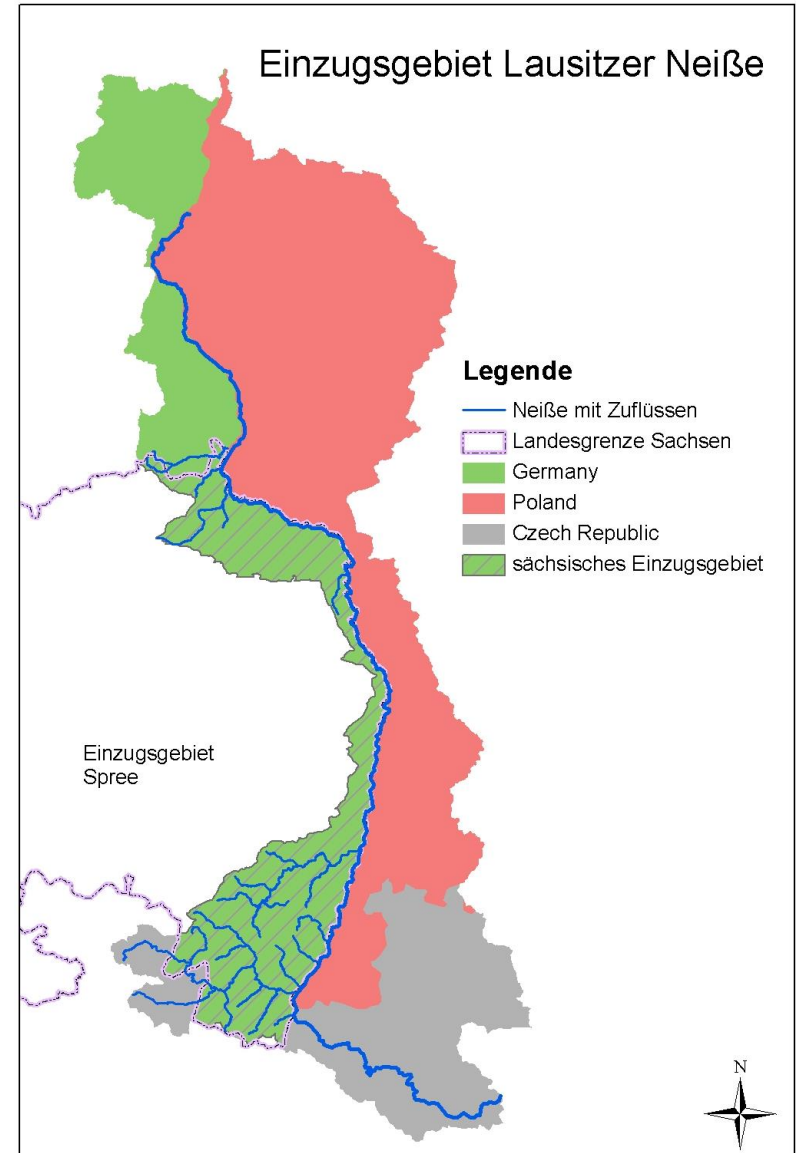 Einzugsgebiet Lausitzer Neiße
Legende
Neiße mit Zuflüssen
Landesgrenze Sachsen
Germany
Poland
Czech Republic
sächsisches Einzugsgebiet
Einzugsgebiet
Spree
N